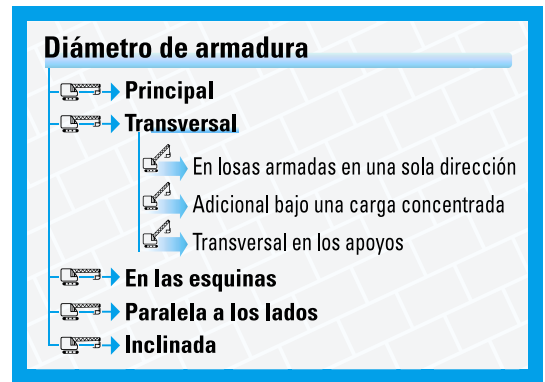 Diámetro de armadura
Principal
Transversal
En losas armadas en una sola dirección
Adicional bajo una carga concentrada
Transversal en los apoyos
En las esquinas
Paralela a los lados
Inclinada